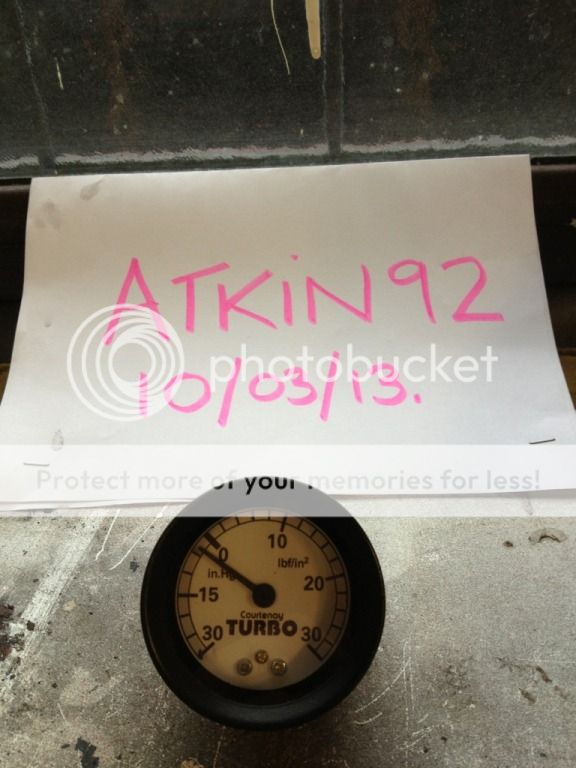 ATKIN92
photobucket
10/03/13.
Protect more of your memories for less!
0
10
in.Hg
lbf/in²
15
20
Courtenay
30 TURBO 30